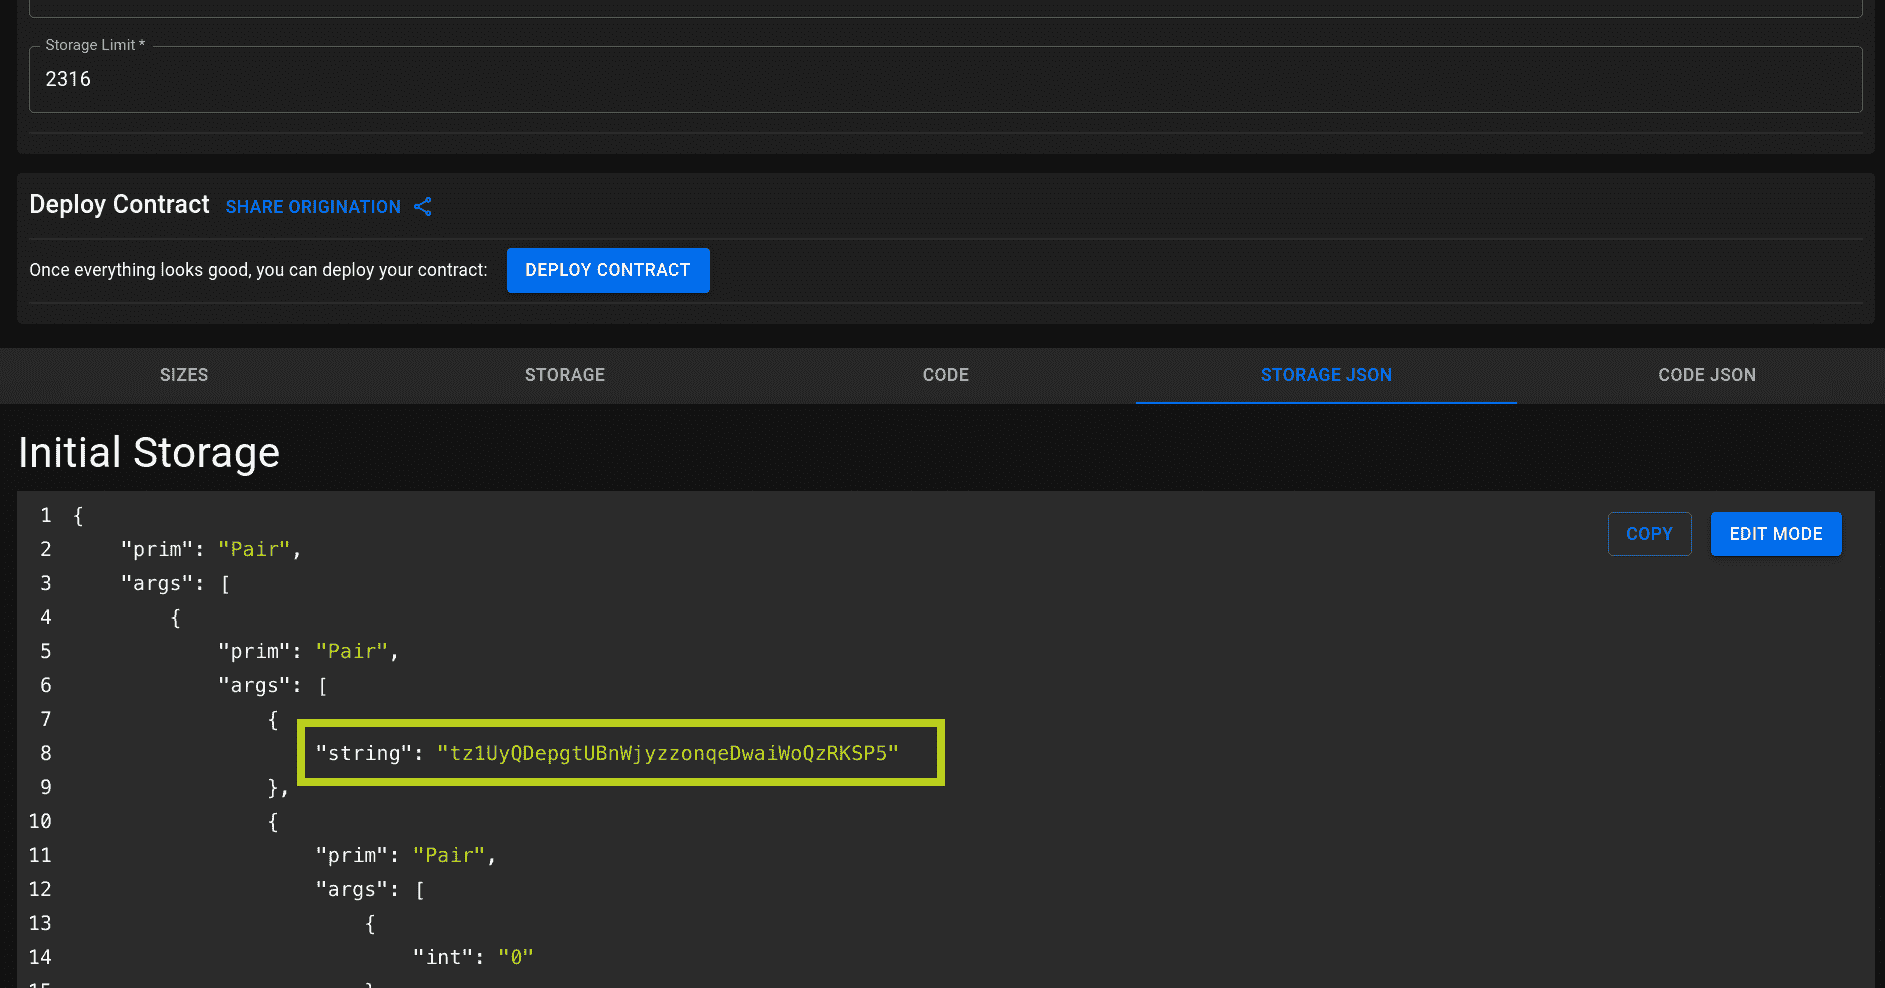 Storage Limit *
2316
Deploy Contract SHARE ORIGINATION
Once everything looks good, you can deploy your contract: DEPLOY CONTRACT
SIZES STORAGE CODE STORAGE JSON CODE JSON
Initial Storage
COPY EDIT MODE
1 {
2 "prim": "Pair",
3 "args": [
4 {
5 "prim": "Pair",
6 "args": [
7 {
8 "string": "tz1UyQDepgtUBnWjyzzonqeDwaiWoQzRKSP5"
9 },
10 {
11 "prim": "Pair",
12 "args": [
13 {
14 "int": "0"
15 }